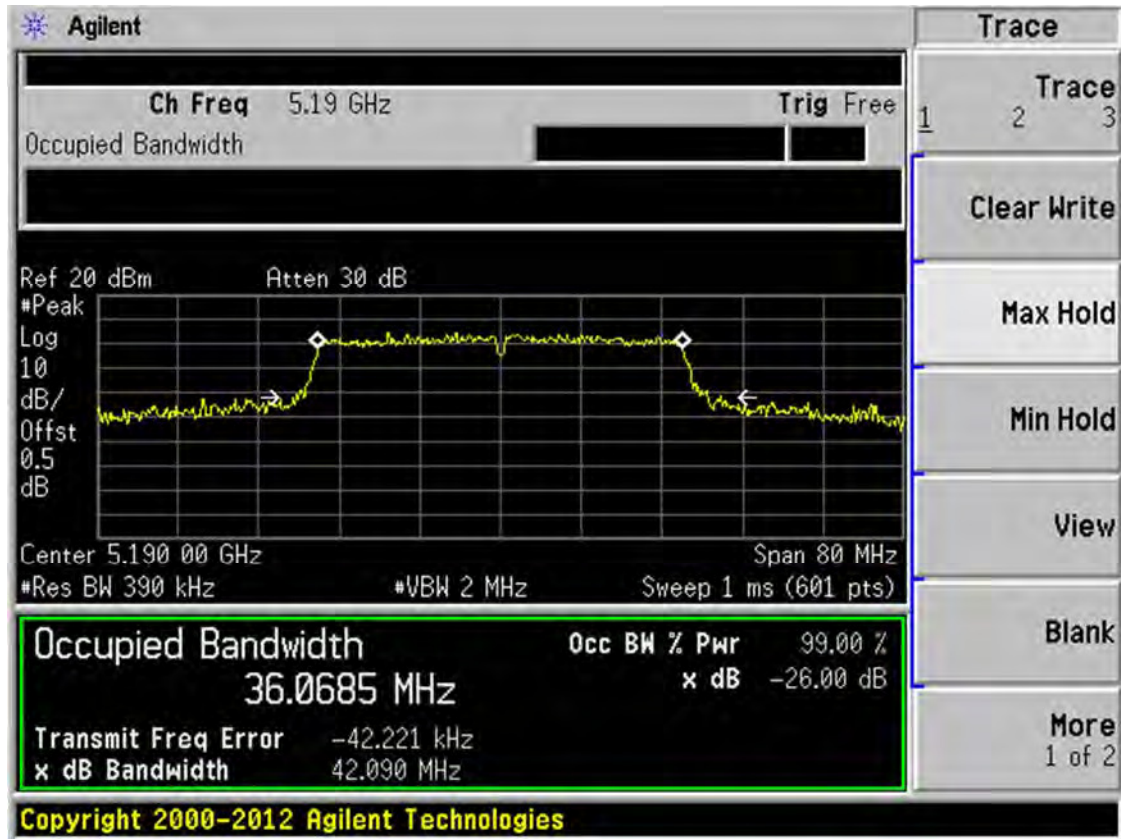 Agilent
Trace
Ch Freq 5.19 GHz Trig Free
Occupied Bandwidth
Trace
1 2 3
Clear Write
Max Hold
Min Hold
View
Blank
More
1 of 2
Ref 20 dBm Atten 30 dB
#Peak
Log
10
dB/
Offst
0.5
dB
Center 5.190 00 GHz Span 80 MHz
#Res BW 390 kHz #VBW 2 MHz Sweep 1 ms (601 pts)
Occupied Bandwidth
36.0685 MHz
Occ BW % Pwr 99.00 %
x dB -26.00 dB
Transmit Freq Error -42.221 kHz
x dB Bandwidth 42.090 MHz
Copyright 2000-2012 Agilent Technologies